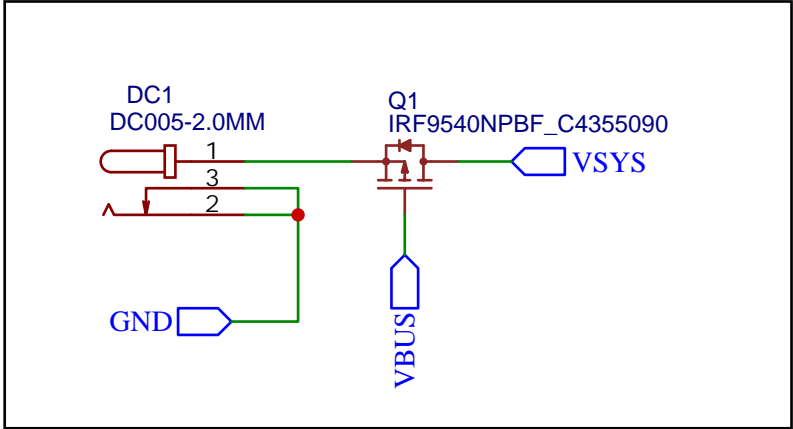 DC1
DC005-2.0MM
Q1
IRF9540NPBF_C4355090
1
3
2
VSYS
GND
VBUS